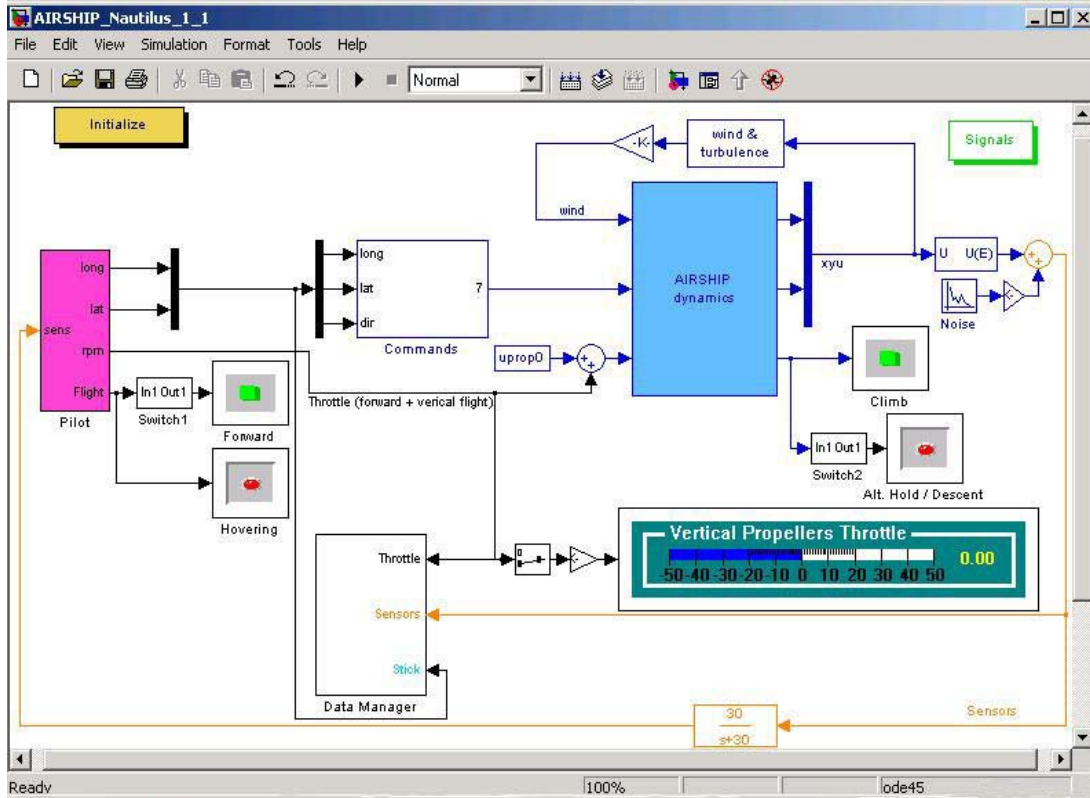 AIRSHIP_Nautilus_1_1
File Edit View Simulation Format Tools Help
Normal
Initialize
wind &
turbulence
Signals
-K-
wind
long
lat
sens
rpm
Flight
Pilot
long
lat
dir
7
Commands
AIRSHIP
dynamics
xyu
U U(E)
Noise
uprop0
In1 Out1
Switch1
Forward
Throttle (forward + verical flight)
Climb
In1 Out1
Switch2
Alt. Hold / Descent
Hovering
Throttle
Sensors
Stick
Data Manager
Vertical Propellers Throttle
-50 -40 -30 -20 -10 0 10 20 30 40 50
0.00
30
s+30
Sensors
Ready
100%
ode45